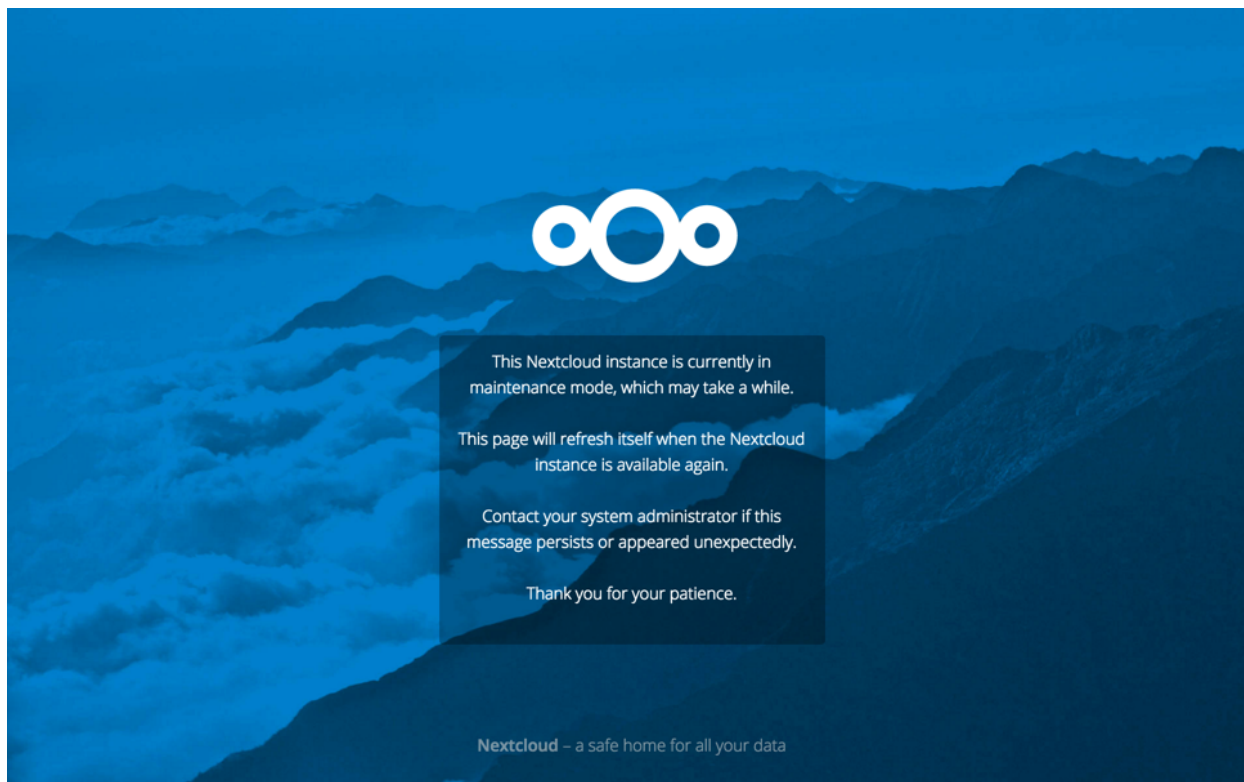 This Nextcloud instance is currently in
maintenance mode, which may take a while.
This page will refresh itself when the Nextcloud
instance is available again.
Contact your system administrator if this
message persists or appeared unexpectedly.
Thank you for your patience.
Nextcloud – a safe home for all your data